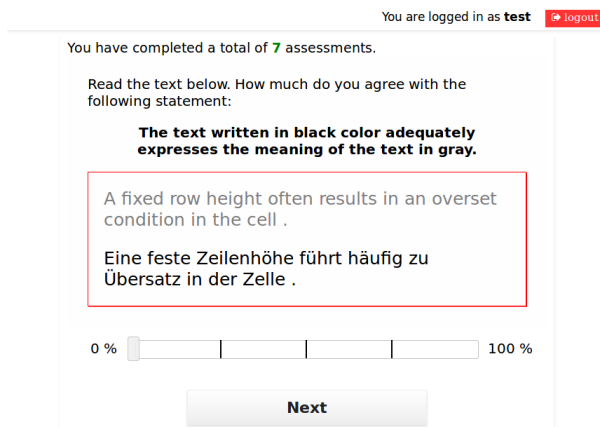 You are logged in as test logout
You have completed a total of 7 assessments.
Read the text below. How much do you agree with the
following statement:
The text written in black color adequately
expresses the meaning of the text in gray.
A fixed row height often results in an overset
condition in the cell .
Eine feste Zeilenhöhe führt häufig zu
Übersatz in der Zelle .
0 % 100 %
Next